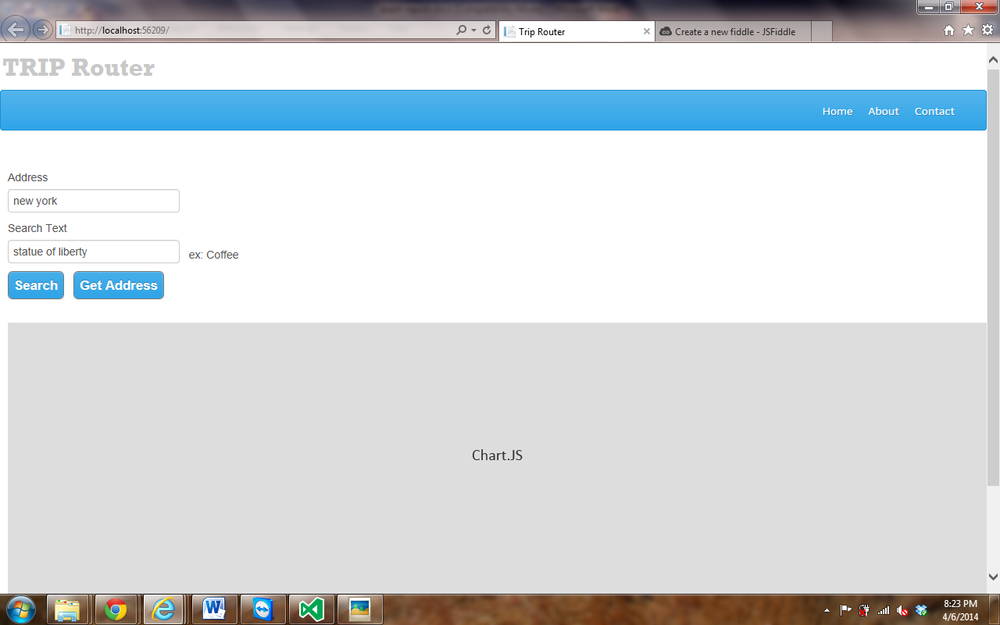 http://localhost:56209/
Trip Router
Create a new fiddle - JSFiddle
TRIP Router
Home About Contact
Address
new york
Search Text
statue of liberty
ex: Coffee
Search Get Address
Chart.JS
8:23 PM
4/6/2014